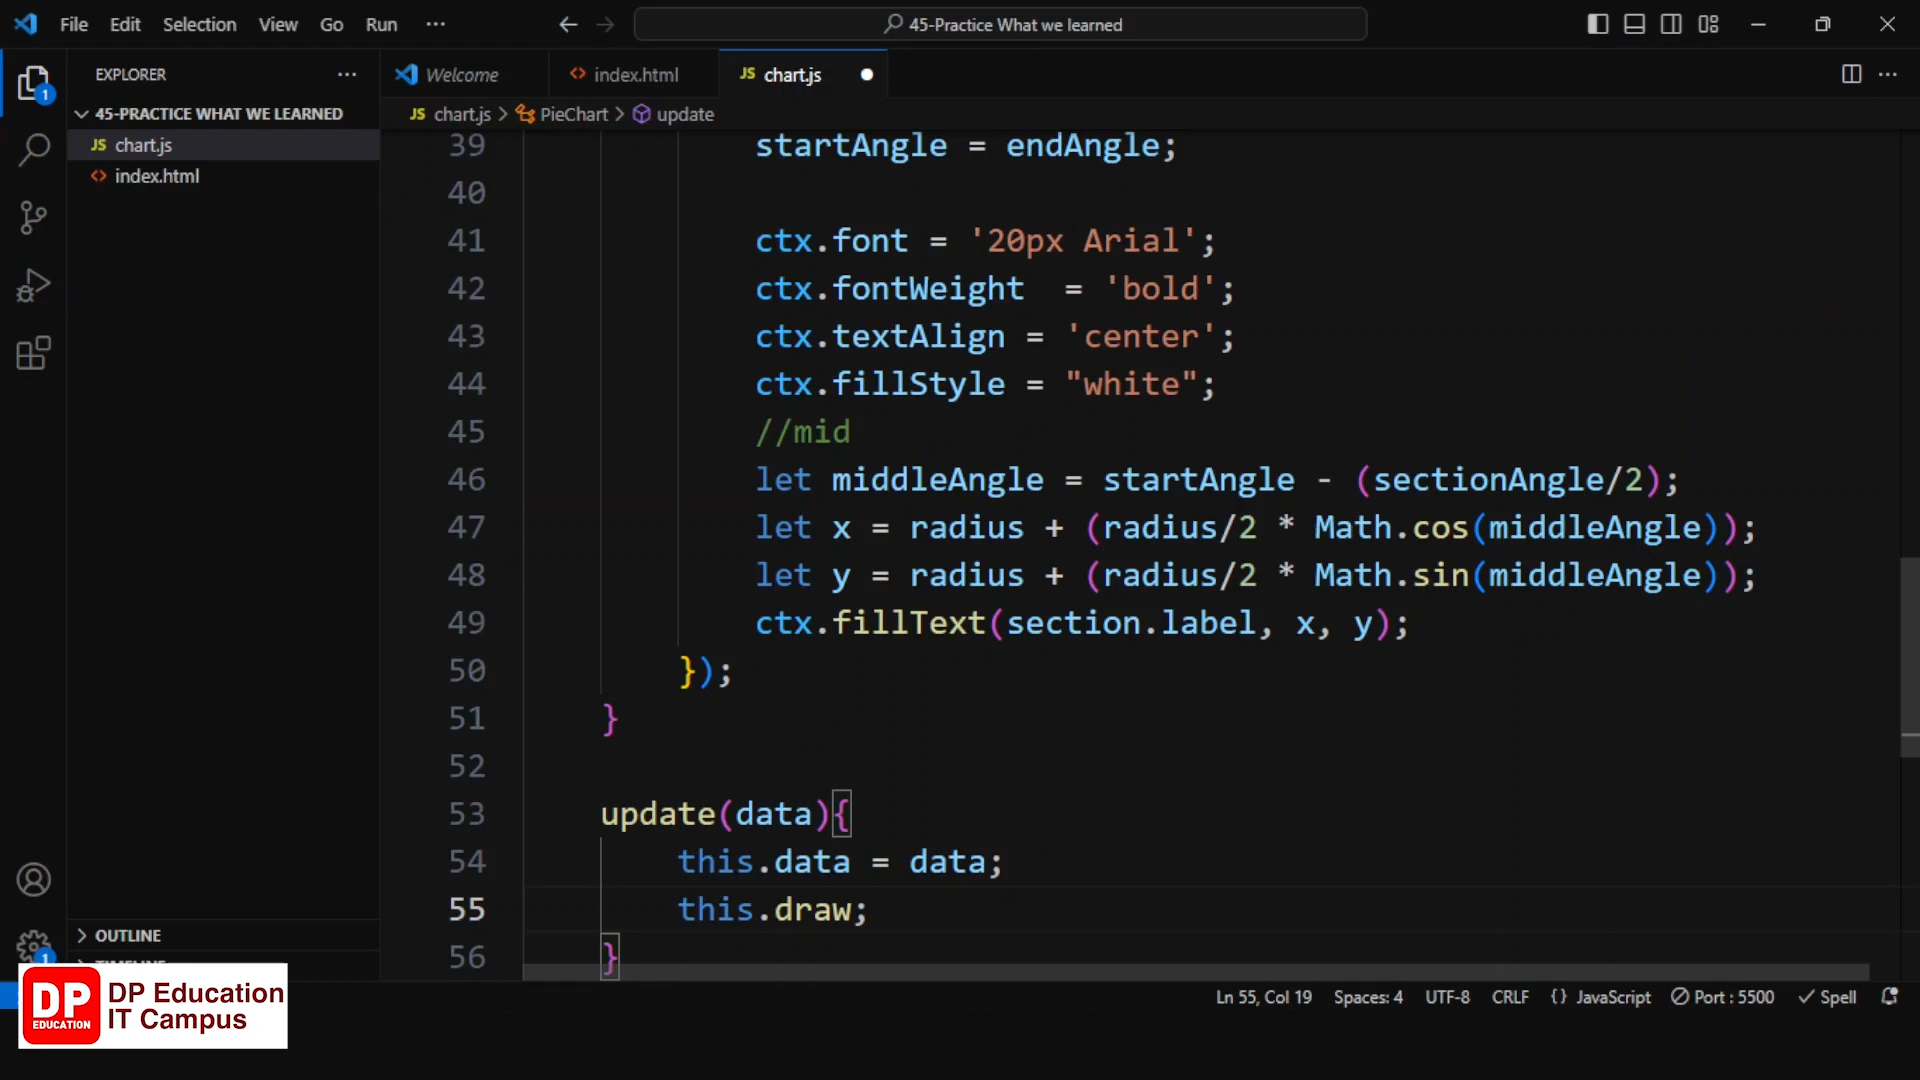 File Edit Selection View Go Run ··· 45-Practice What we learned
EXPLORER ···
Welcome index.html JS chart.js
45-PRACTICE WHAT WE LEARNED
JS chart.js > PieChart > update
JS chart.js
index.html
1
39 startAngle = endAngle;
40
41 ctx.font = '20px Arial';
42 ctx.fontWeight  = 'bold';
43 ctx.textAlign = 'center';
44 ctx.fillStyle = "white";
45 //mid
46 let middleAngle = startAngle - (sectionAngle/2);
47 let x = radius + (radius/2 * Math.cos(middleAngle));
48 let y = radius + (radius/2 * Math.sin(middleAngle));
49 ctx.fillText(section.label, x, y);
50 });
51 }
52
53 update(data){
54 this.data = data;
55 this.draw;
56 }
OUTLINE
TIMELINE
1
Ln 55, Col 19 Spaces: 4 UTF-8 CRLF {} JavaScript Port : 5500 Spell
DP EDUCATION
DP Education
IT Campus